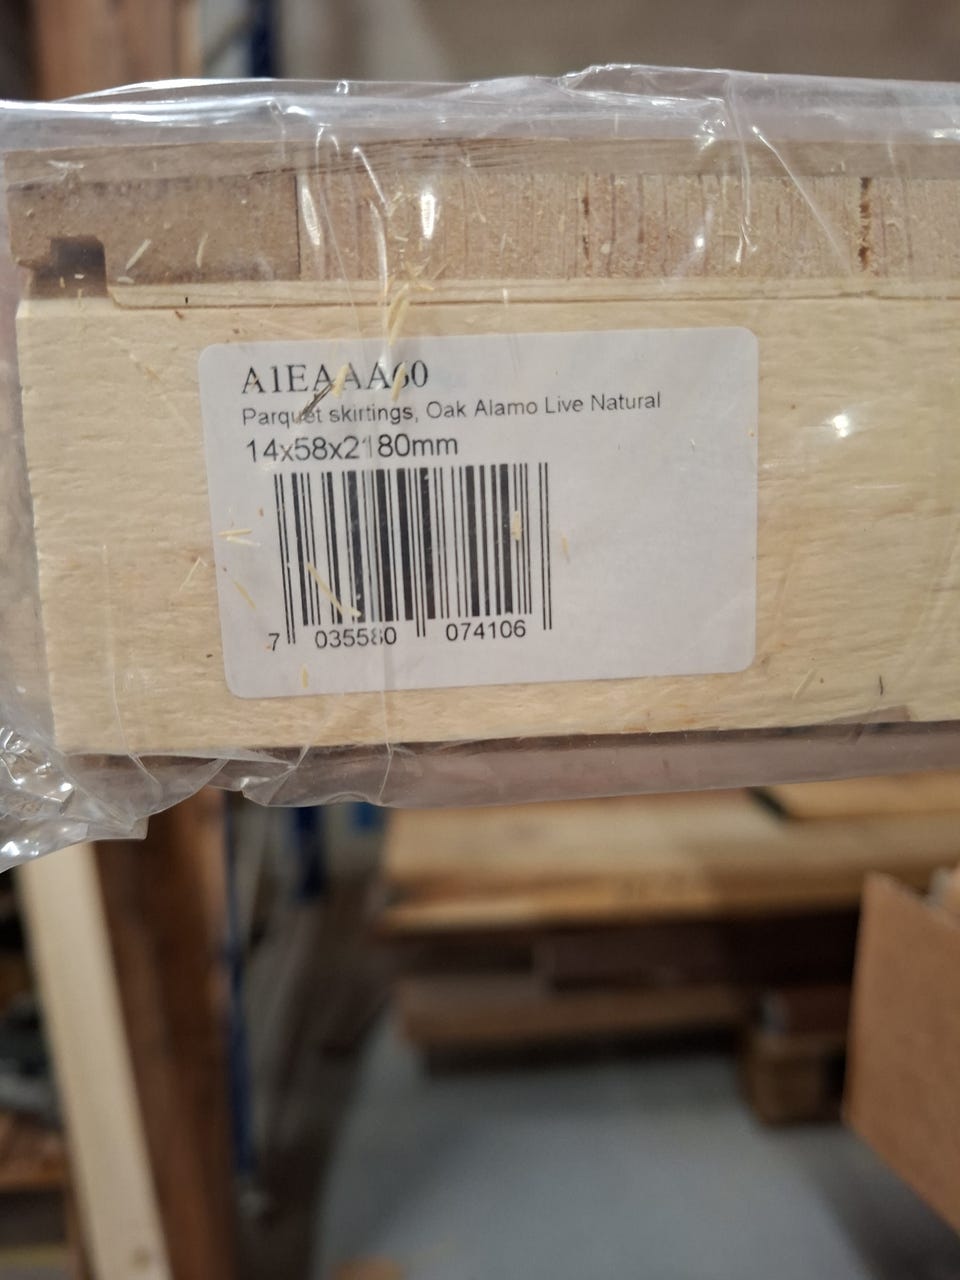 A1EAAA60
Parquet skirtings, Oak Alamo Live Natural
14x58x2180mm
7 035580 074106